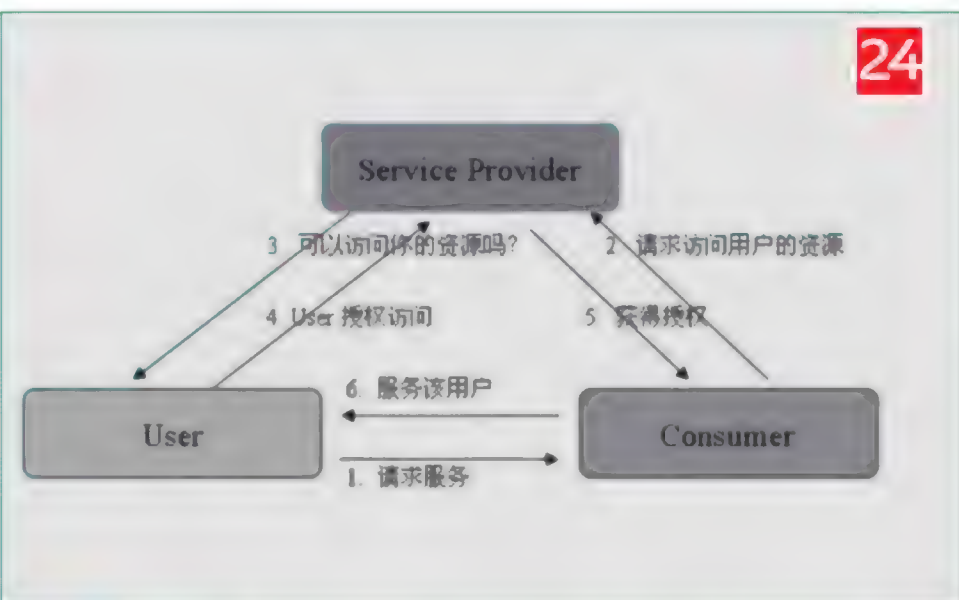 24
Service Provider
3 可以访问你的资源吗?
2 请求访问用户的资源
4 User 授权访问
5 获得授权
6. 服务该用户
User
Consumer
1. 请求服务